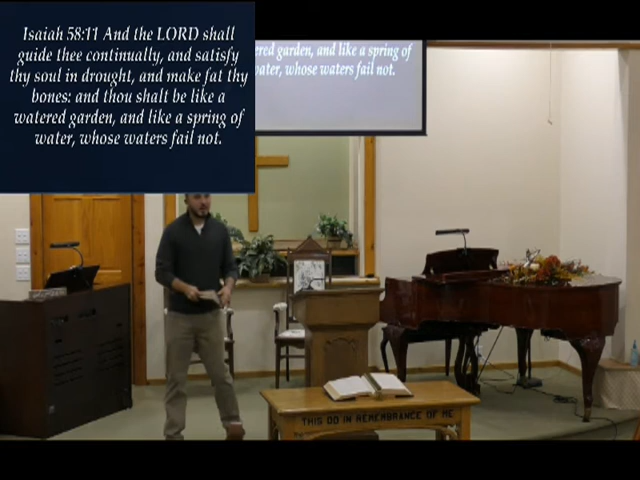 Isaiah 58:11 And the LORD shall
guide thee continually, and satisfy
thy soul in drought, and make fat thy
bones: and thou shalt be like a
watered garden, and like a spring of
water, whose waters fail not.
ered garden, and like a spring of
water, whose waters fail not.
THIS DO IN REMEMBRANCE OF ME